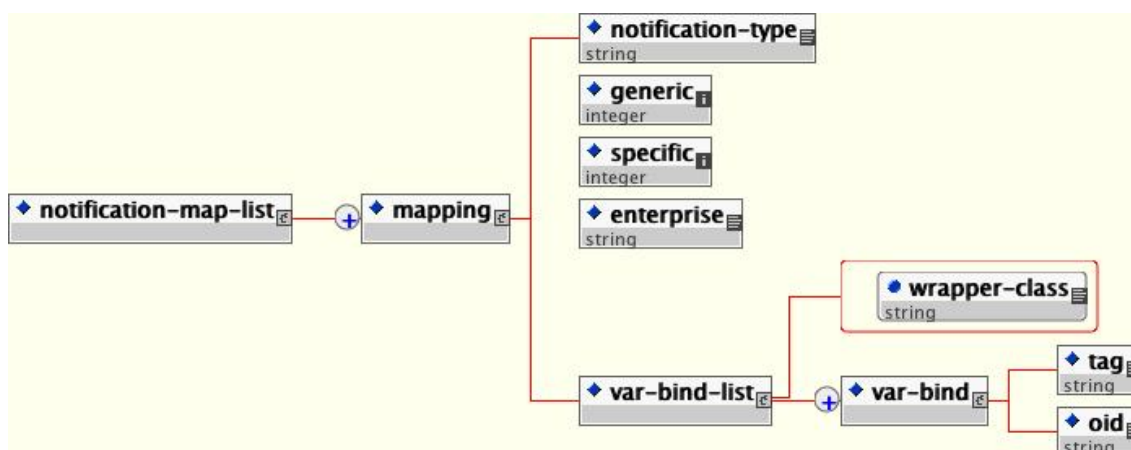 notification-type
string
generic
integer
specific
integer
notification-map-list
mapping
enterprise
string
wrapper-class
string
var-bind-list
var-bind
tag
string
oid
string